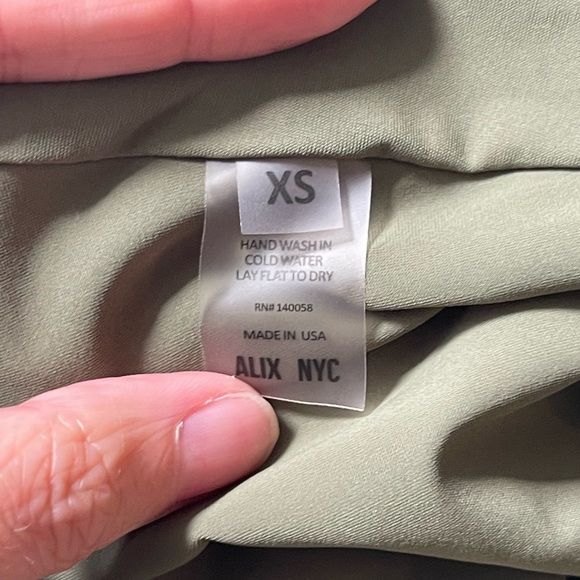 XS
HAND WASH IN
COLD WATER
LAY FLAT TO DRY
RN# 140058
MADE IN USA
ALIX NYC